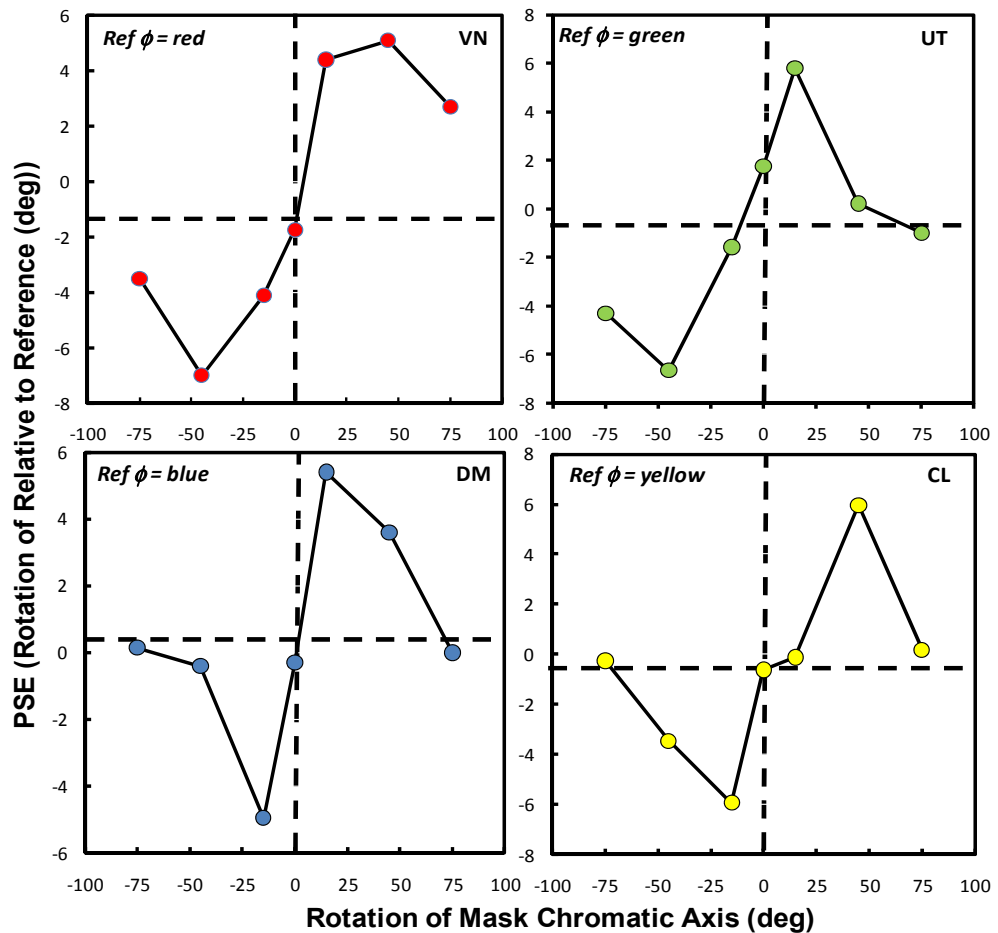 PSE (Rotation of Relative to Reference (deg))
Ref ϕ = red
VN
6
4
2
0
-2
-4
-6
-8
-100 -75 -50 -25 0 25 50 75 100
Ref ϕ = green
UT
8
6
4
2
0
-2
-4
-6
-8
-100 -75 -50 -25 0 25 50 75 100
Ref ϕ = blue
DM
6
4
2
0
-2
-4
-6
-100 -75 -50 -25 0 25 50 75 100
Ref ϕ = yellow
CL
8
6
4
2
0
-2
-4
-6
-8
-100 -75 -50 -25 0 25 50 75 100
Rotation of Mask Chromatic Axis (deg)